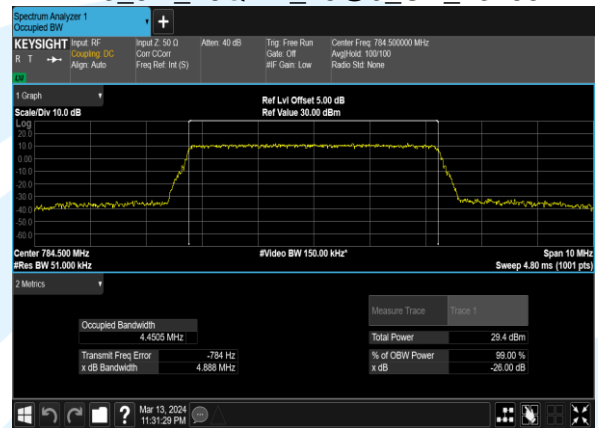 Spectrum Analyzer 1
Occupied BW
+
KEYSIGHT
R T
LW
Input: RF
Coupling: DC
Align: Auto
Input Z: 50 Ω
Corr CCorr
Freq Ref: Int (S)
Atten: 40 dB
Trig: Free Run
Gate: Off
#IF Gain: Low
Center Freq: 784.500000 MHz
Avg|Hold: 100/100
Radio Std: None
1 Graph
Scale/Div 10.0 dB
Ref Lvl Offset 5.00 dB
Ref Value 30.00 dBm
Log
20.0
10.0
0.00
-10.0
-20.0
-30.0
-40.0
-50.0
-60.0
Center 784.500 MHz
#Res BW 51.000 kHz
#Video BW 150.00 kHz*
Span 10 MHz
Sweep 4.80 ms (1001 pts)
2 Metrics
Measure Trace Trace 1
Occupied Bandwidth
4.4505 MHz
Total Power 29.4 dBm
Transmit Freq Error -784 Hz
% of OBW Power 99.00 %
x dB Bandwidth 4.888 MHz
x dB -26.00 dB
?
Mar 13, 2024
11:31:29 PM